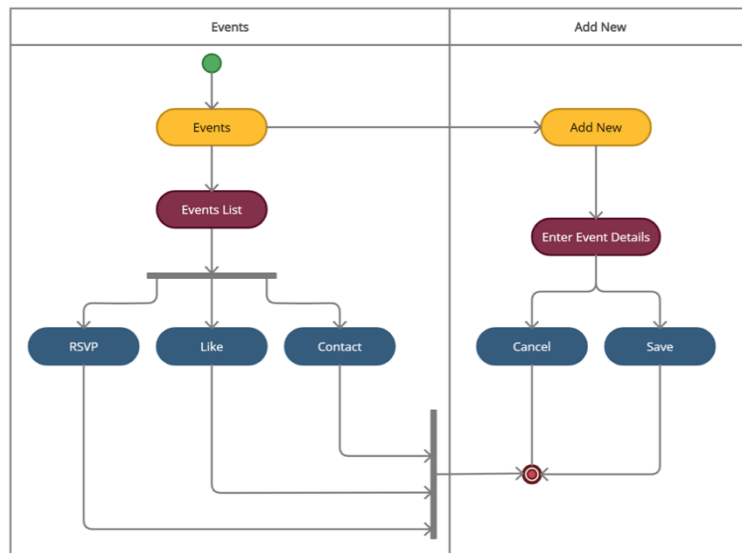 Events
Add New
Events
Add New
Events List
Enter Event Details
RSVP
Like
Contact
Cancel
Save